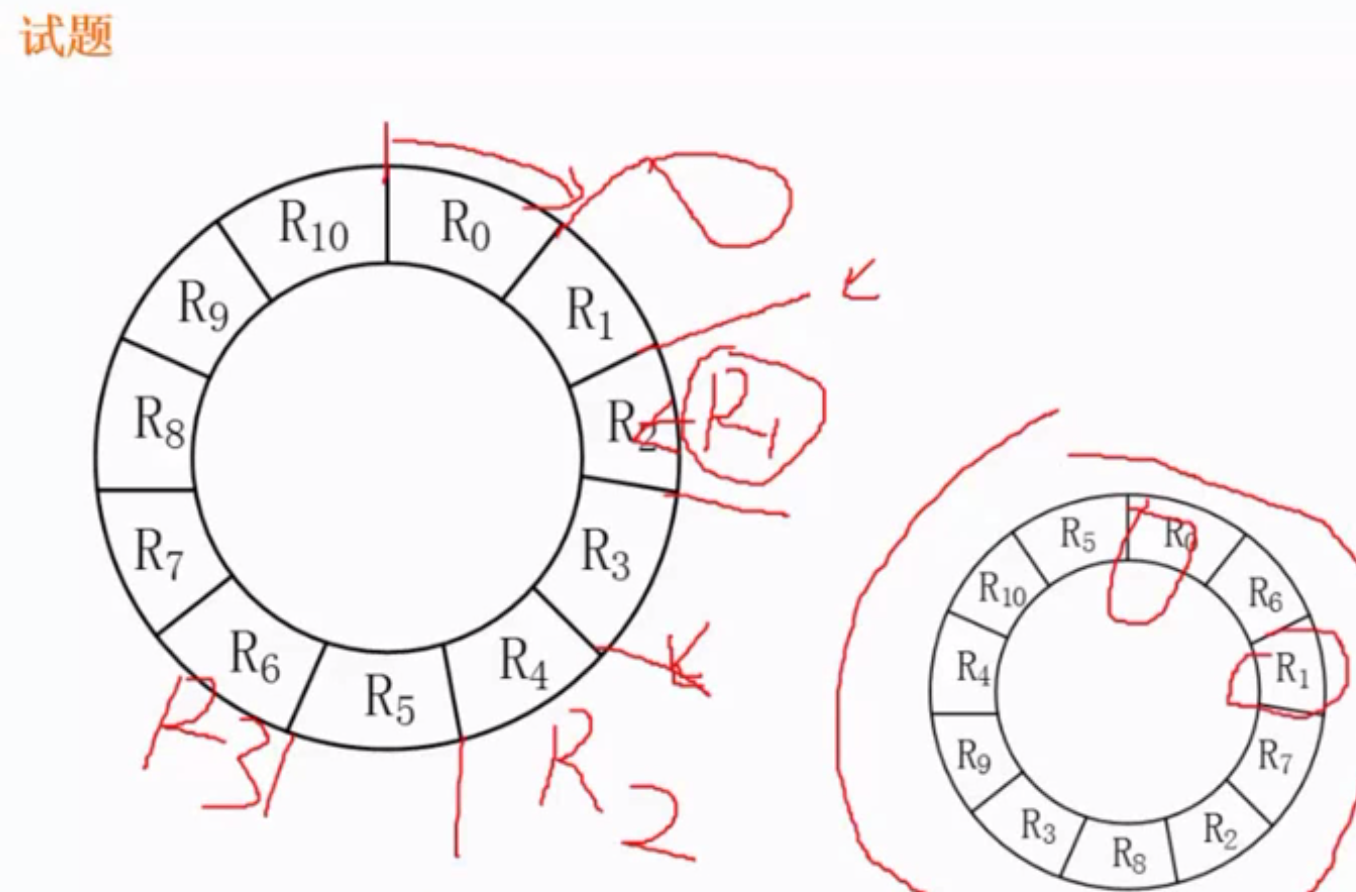 试题
R10 R0
R9 R1
R8 R2 R1
R7 R3
R6 R5 R4
R3 R2
R5 R0
R10 R6
R4 R1
R9 R7
R3 R8 R2